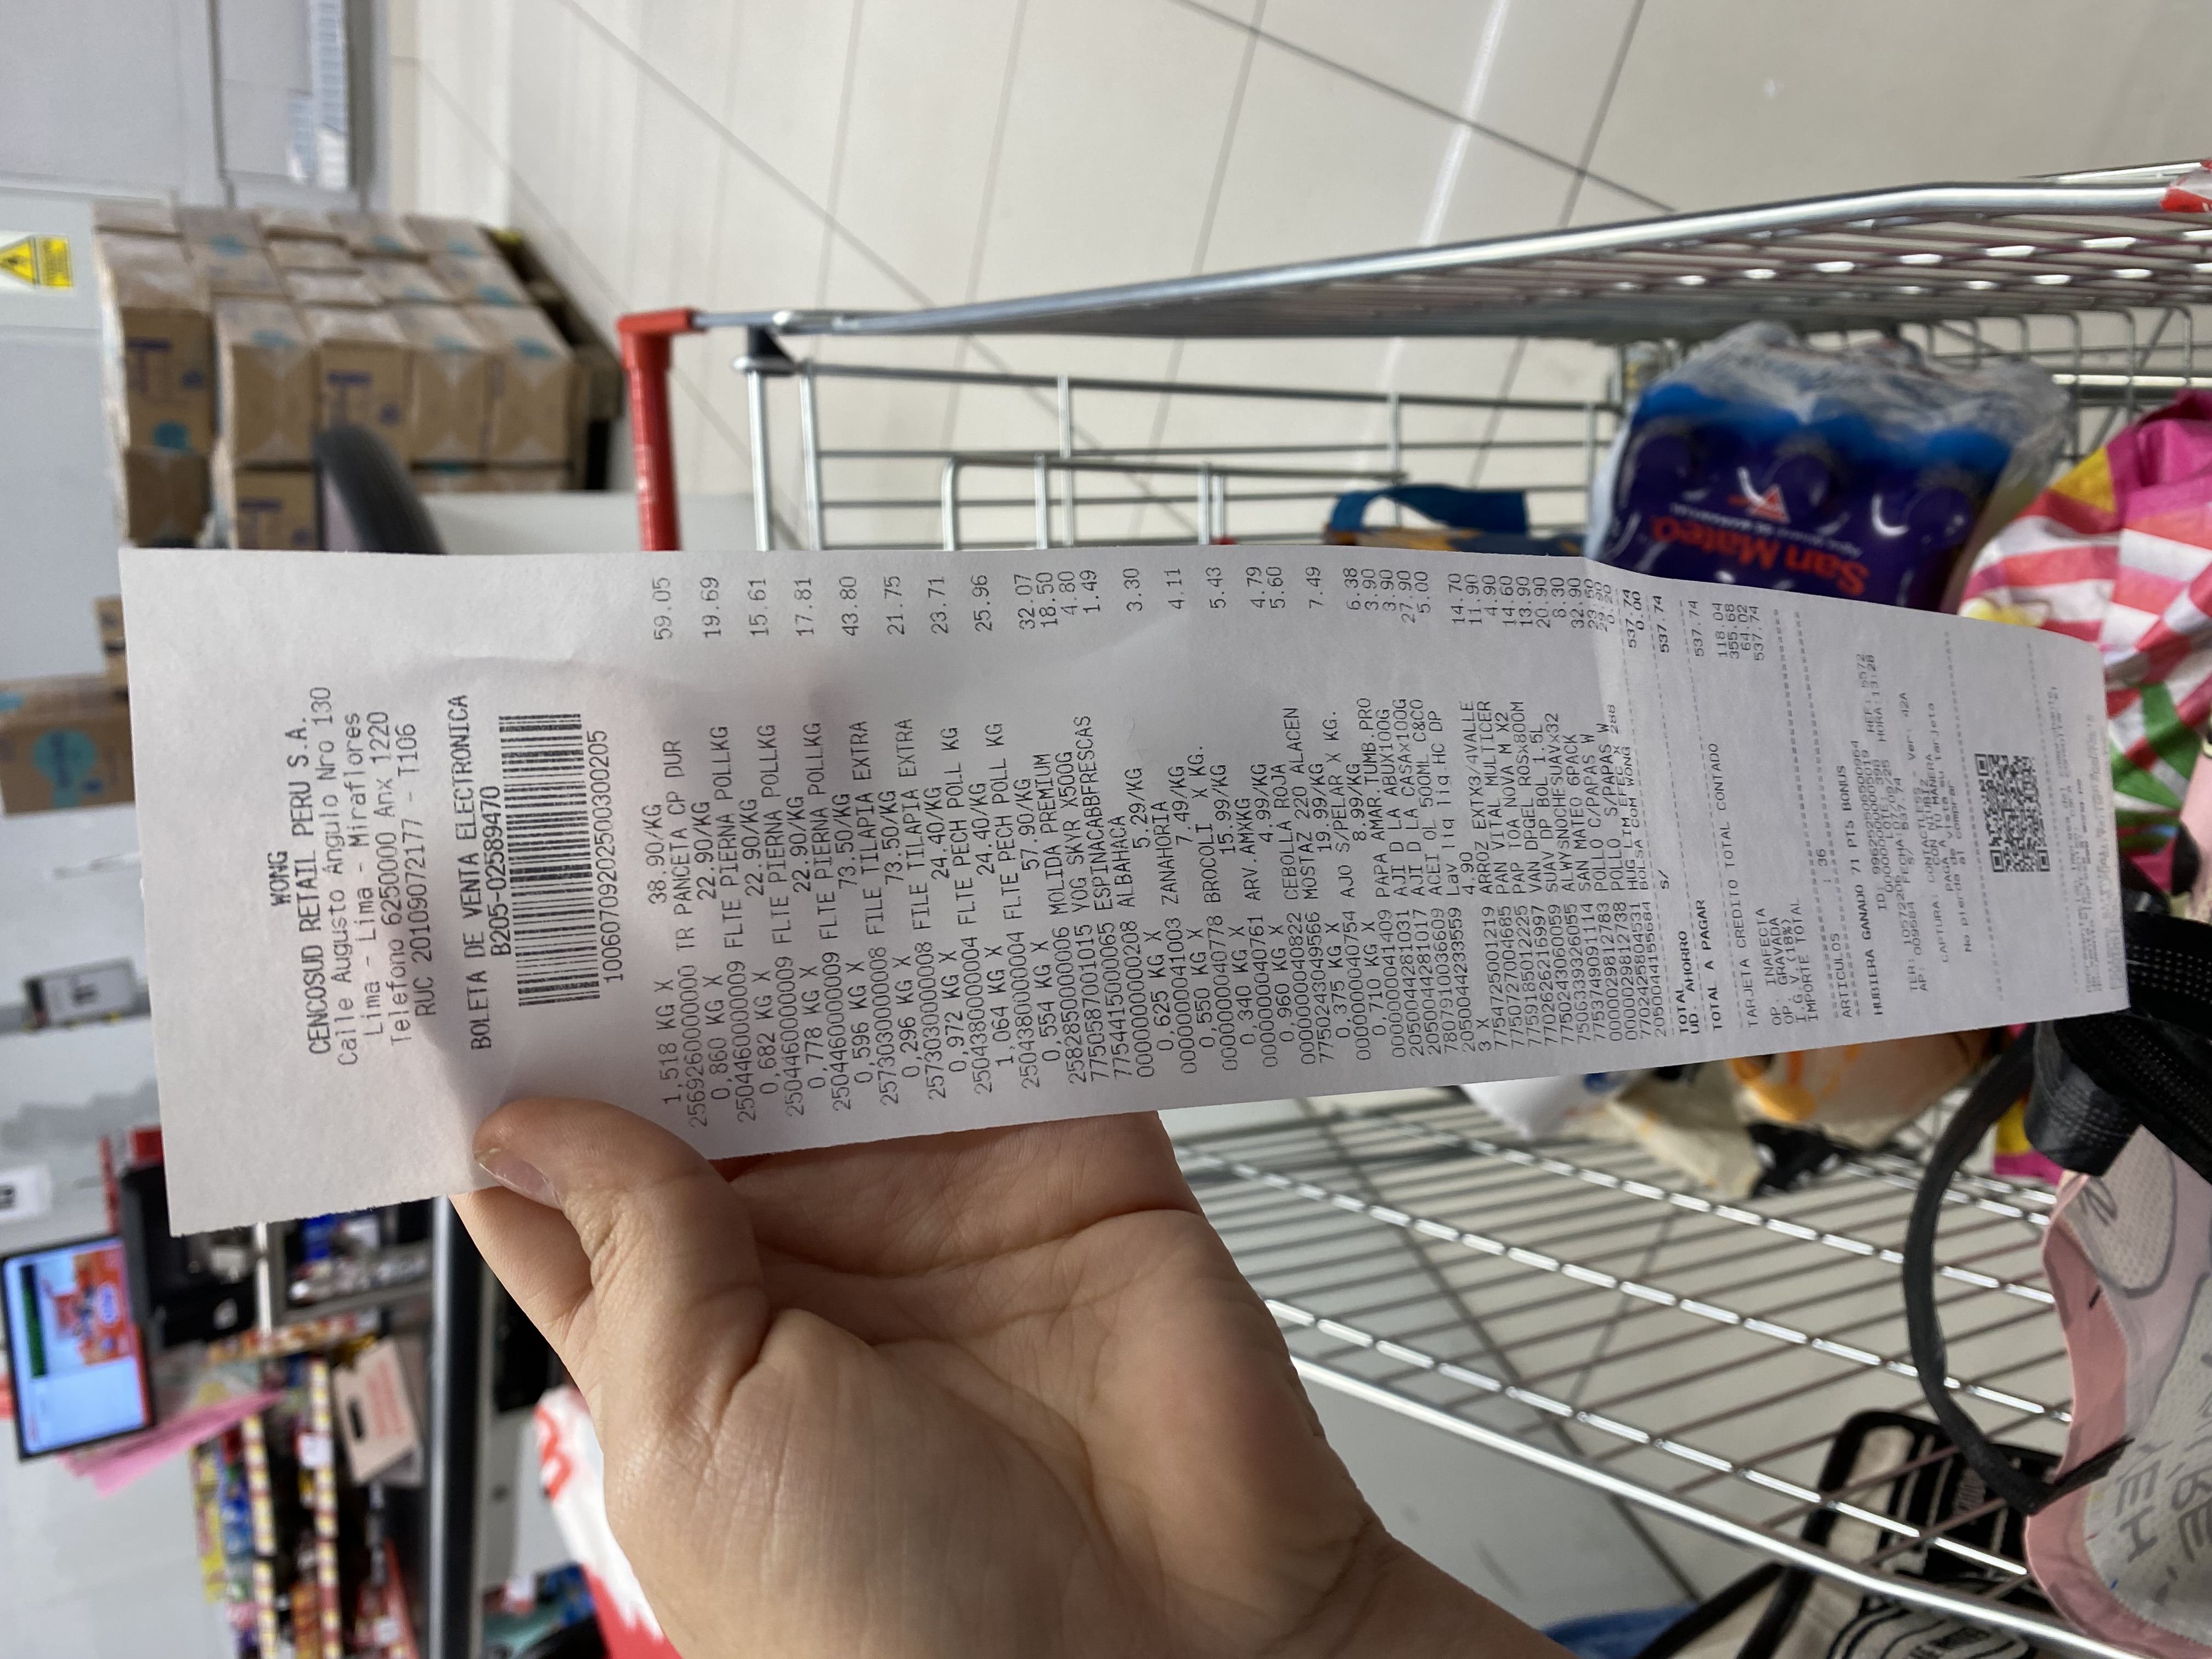 WONG
CENCOSUD RETAIL PERU S.A.
Calle Augusto Angulo Nro 130
Lima - Lima - Miraflores
Telefono 6250000 Anx 1220
RUC 20109072177 - T106
BOLETA DE VENTA ELECTRONICA
B205-02589470
10060709202500300205
1,518 KG X 38.90/KG
2569260000000 TR PANCETA CP DUR 59.05
0,860 KG X 22.90/KG
2504460000009 FLTE PIERNA POLLKG 19.69
0,682 KG X 22.90/KG
2504460000009 FLTE PIERNA POLLKG 15.61
0,778 KG X 22.90/KG
2504460000009 FLTE PIERNA POLLKG 17.81
0,596 KG X 73.50/KG
2573030000008 FILE TILAPIA EXTRA 43.80
0,296 KG X 73.50/KG
2573030000008 FILE TILAPIA EXTRA 21.75
0,972 KG X 24.40/KG
2504380000004 FLTE PECH POLL KG 23.71
1,064 KG X 24.40/KG
2504380000004 FLTE PECH POLL KG 25.96
0,554 KG X 57.90/KG
2582850000006 MOLIDA PREMIUM 32.07
7750587001015 YOG SKYR X500G 18.50
7754415000065 ESPINACABBFRESCAS 4.80
0000000000208 ALBAHACA 1.49
0,625 KG X 5.29/KG
0000000041003 ZANAHORIA 3.30
0,550 KG X 7.49/KG
0000000040778 BROCOLI X KG. 4.11
0,340 KG X 15.99/KG
0000000040761 ARV.AMXKG 5.43
0,960 KG X 4.99/KG
0000000040822 CEBOLLA ROJA 4.79
7750243049566 MOSTAZ 220 ALACEN 5.60
0,375 KG X 19.99/KG
0000000040754 AJO S/PELAR X KG. 7.49
0,710 KG X 8.99/KG
0000000041409 PAPA AMAR.TUMB.PRO 6.38
2050044281031 AJI D LA ABUX100G 3.90
2050044281017 AJI D LA CASAx100G 3.90
7807910036609 ACEI OL 500ML C&CO 27.90
2050044233559 Lav liq liq.HC DP 5.00
3 X 4.90
7754725001219 ARROZ EXTX3/4VALLE 14.70
7750727004685 PAN VITAL MULTICER 11.90
7759185012225 PAP TOA NOVA M X2 4.90
7702626216997 VAN DPGEL ROSx800M 14.60
7750243060059 SUAV DP BOL 1.5L 13.90
7506339326055 ALWYSNOCHESUAVx32 20.90
7753749091114 SAN MATEO 6PACK 8.30
0000029812783 POLLO C/PAPAS W 32.90
0000029812738 POLLO S/PAPAS W 23.50
7702425804531 HUG LIM EFEC X 288
2050044155684 BOLSA COM WONG 0.20
TOTAL S/ 537.74
UD. AHORRO 0.00
TOTAL A PAGAR 537.74
TARJETA CREDITO TOTAL CONTADO 537.74
OP. INAFECTA 118.04
OP. GRAVADA 355.68
I.G.V.(18%) 64.02
IMPORTE TOTAL 537.74
ARTICULOS : 36
HUBIERA GANADO 71 PTS BONUS
ID: 996252506500964
0000000000005019
TER: 10572206 LOTE: 398 REF: 5572
AP: 009584 FECHA:07/09/25 HORA:13:28
S/ 537.74
CAPTURA: CONTACTLESS - Ver: 42A
CON NIUBIZ
PAGA A TU MANERA
No pierda de vista su tarjeta
al comprar
San Mateo